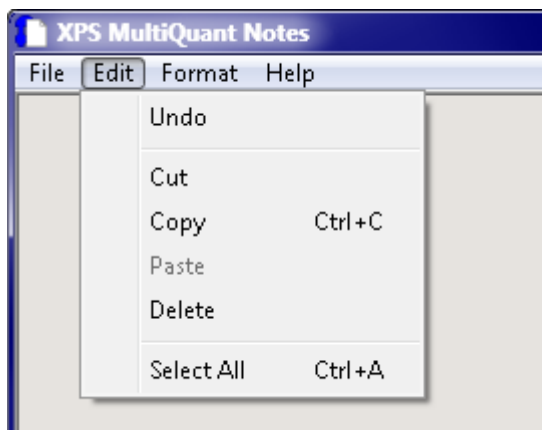 XPS MultiQuant Notes
File Edit Format Help
Undo
Cut
Copy Ctrl+C
Paste
Delete
Select All Ctrl+A